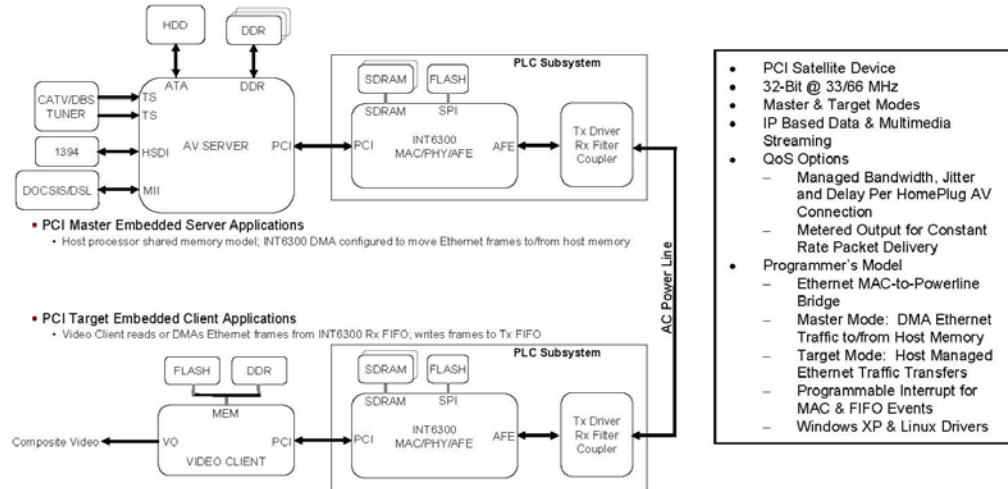 HDD
DDR
ATA
DDR
CATV/DBS
TUNER
TS
TS
1394
HSDI
AV SERVER
PCI
DOCSIS/DSL
MII
PLC Subsystem
SDRAM
FLASH
SDRAM
SPI
PCI
INT6300
MAC/PHY/AFE
AFE
Tx Driver
Rx Filter
Coupler
PCI Master Embedded Server Applications
Host processor shared memory model; INT6300 DMA configured to move Ethernet frames to/from host memory
AC Power Line
PCI Target Embedded Client Applications
Video Client reads or DMAs Ethernet frames from INT6300 Rx FIFO; writes frames to Tx FIFO
PLC Subsystem
FLASH
DDR
MEM
Composite Video
VO
PCI
VIDEO CLIENT
SDRAM
FLASH
SDRAM
SPI
PCI
INT6300
MAC/PHY/AFE
AFE
Tx Driver
Rx Filter
Coupler
• PCI Satellite Device
• 32-Bit @ 33/66 MHz
• Master & Target Modes
• IP Based Data & Multimedia
Streaming
• QoS Options
– Managed Bandwidth, Jitter
and Delay Per HomePlug AV
Connection
– Metered Output for Constant
Rate Packet Delivery
• Programmer's Model
– Ethernet MAC-to-Powerline
Bridge
– Master Mode: DMA Ethernet
Traffic to/from Host Memory
– Target Mode: Host Managed
Ethernet Traffic Transfers
– Programmable Interrupt for
MAC & FIFO Events
– Windows XP & Linux Drivers